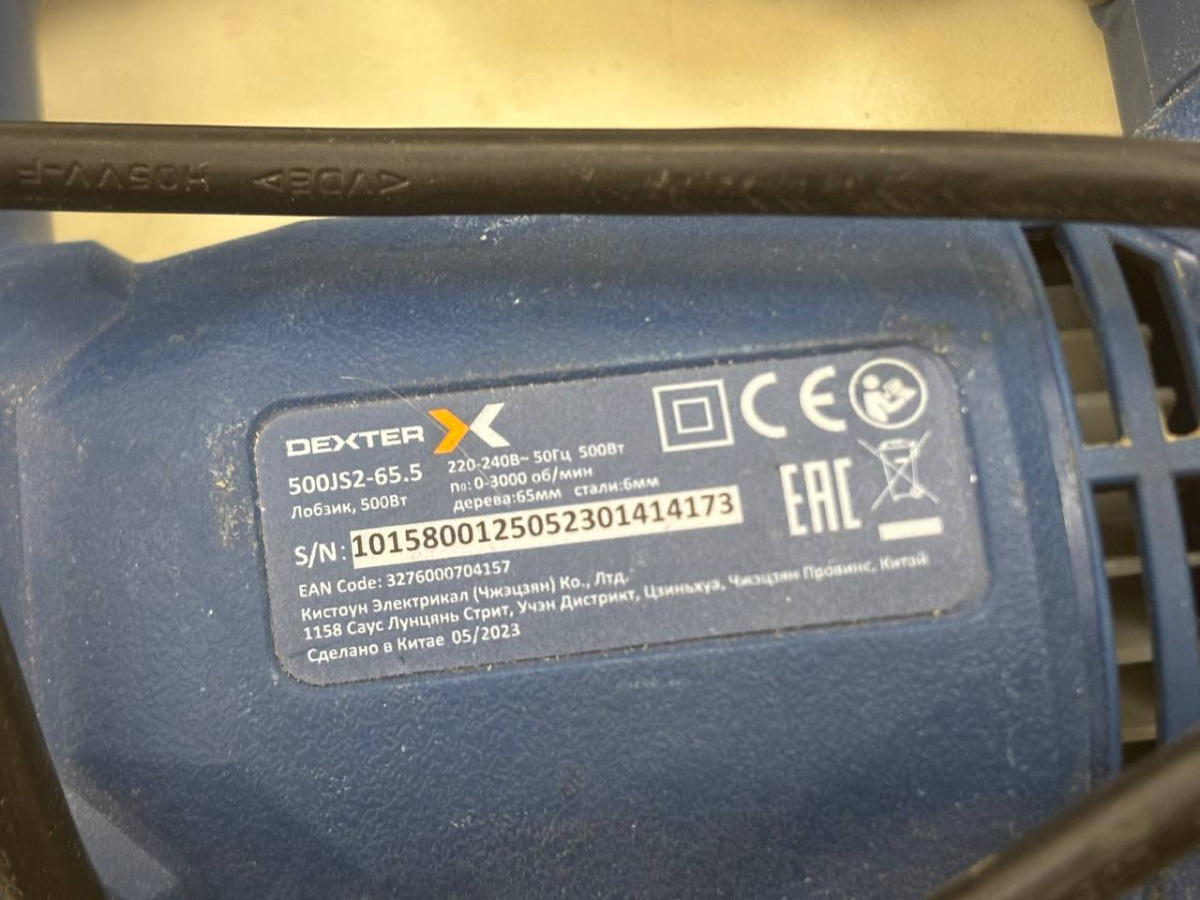 H05VV-F <VDE>
DEXTER
500JS2-65.5
Лобзик, 500Вт
220-240В~ 50Гц 500Вт
n₀: 0-3000 об/мин
дерева:65мм стали:6мм
CE
EAC
S/N: 1015800125052301414173
EAN Code: 3276000704157
Кистоун Электрикал (Чжэцзян) Ко., Лтд.
1158 Саус Лунцянь Стрит, Учэн Дистрикт, Цзиньхуа, Чжэцзян Провинс, Китай
Сделано в Китае 05/2023